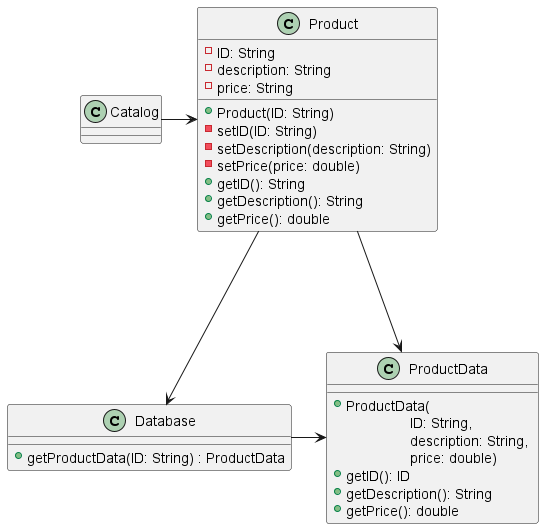 C Product
ID: String
description: String
price: String
Product(ID: String)
setID(ID: String)
setDescription(description: String)
setPrice(price: double)
getID(): String
getDescription(): String
getPrice(): double
C Catalog
C Database
getProductData(ID: String) : ProductData
C ProductData
ProductData(
ID: String,
description: String,
price: double)
getID(): ID
getDescription(): String
getPrice(): double